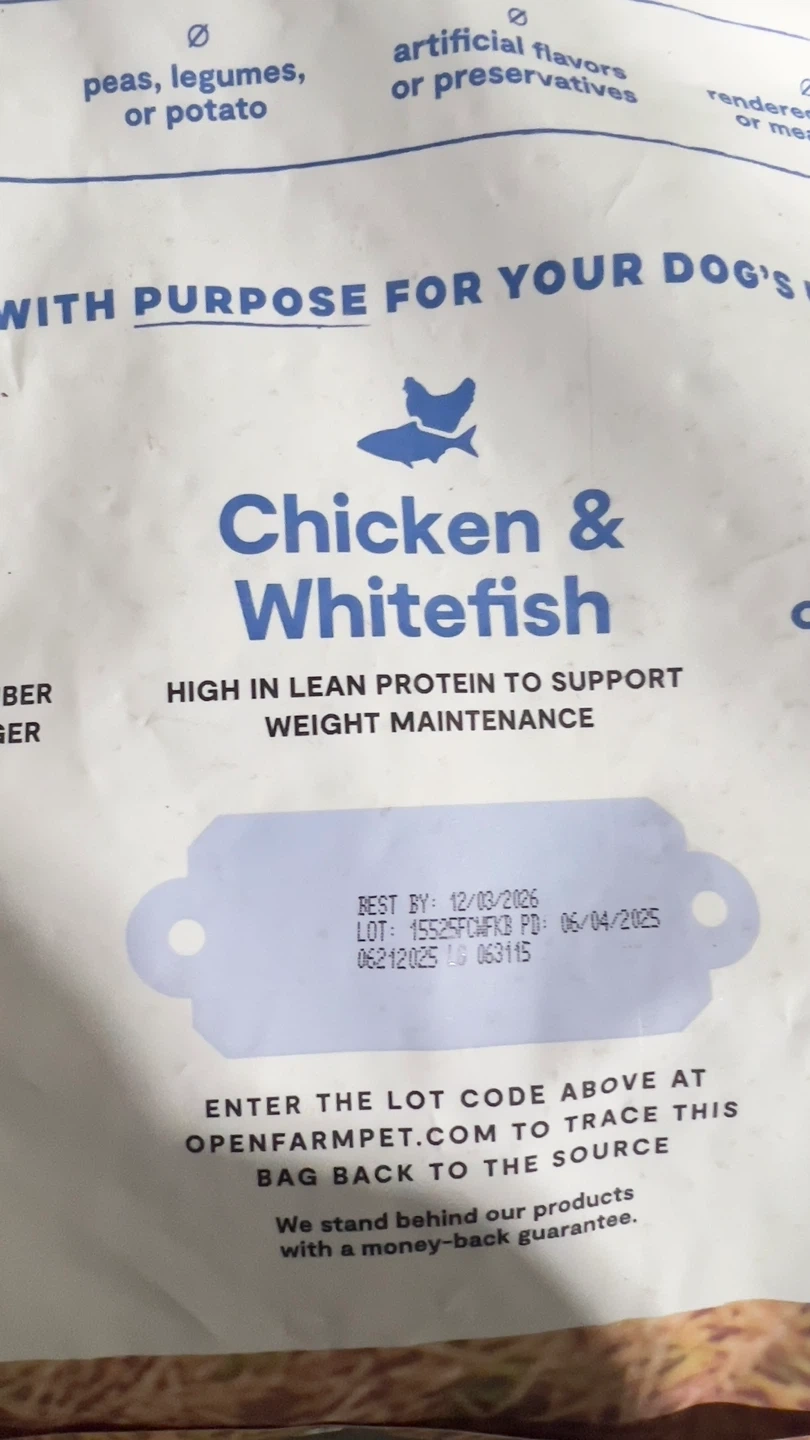 Ø
peas, legumes,
or potato
Ø
artificial flavors
or preservatives
or
WITH PURPOSE FOR YOUR DOG'S
Chicken &
Whitefish
HIGH IN LEAN PROTEIN TO SUPPORT
WEIGHT MAINTENANCE
BEST BY: 12/03/2026
LOT: 15525FCWFKB PD: 06/04/2025
06212025 LG 063115
ENTER THE LOT CODE ABOVE AT
OPENFARMPET.COM TO TRACE THIS
BAG BACK TO THE SOURCE
We stand behind our products
with a money-back guarantee.